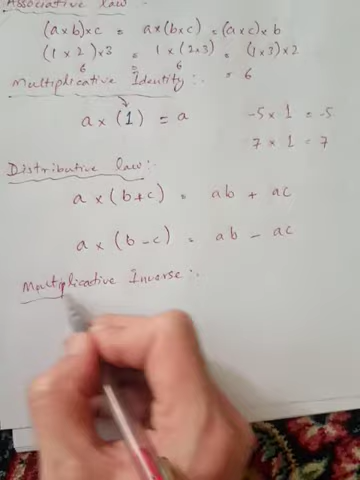 Associative law:-
(a×b)×c = a×(b×c) = (a×c)×b
(1×2)×3 = 1×(2×3) = (1×3)×2
6 = 6 = 6
Multiplicative Identity:-
a×(1) = a
-5×1 = -5
7×1 = 7
Distributive law:-
a×(b+c) = ab + ac
a×(b-c) = ab - ac
Multiplicative Inverse:-